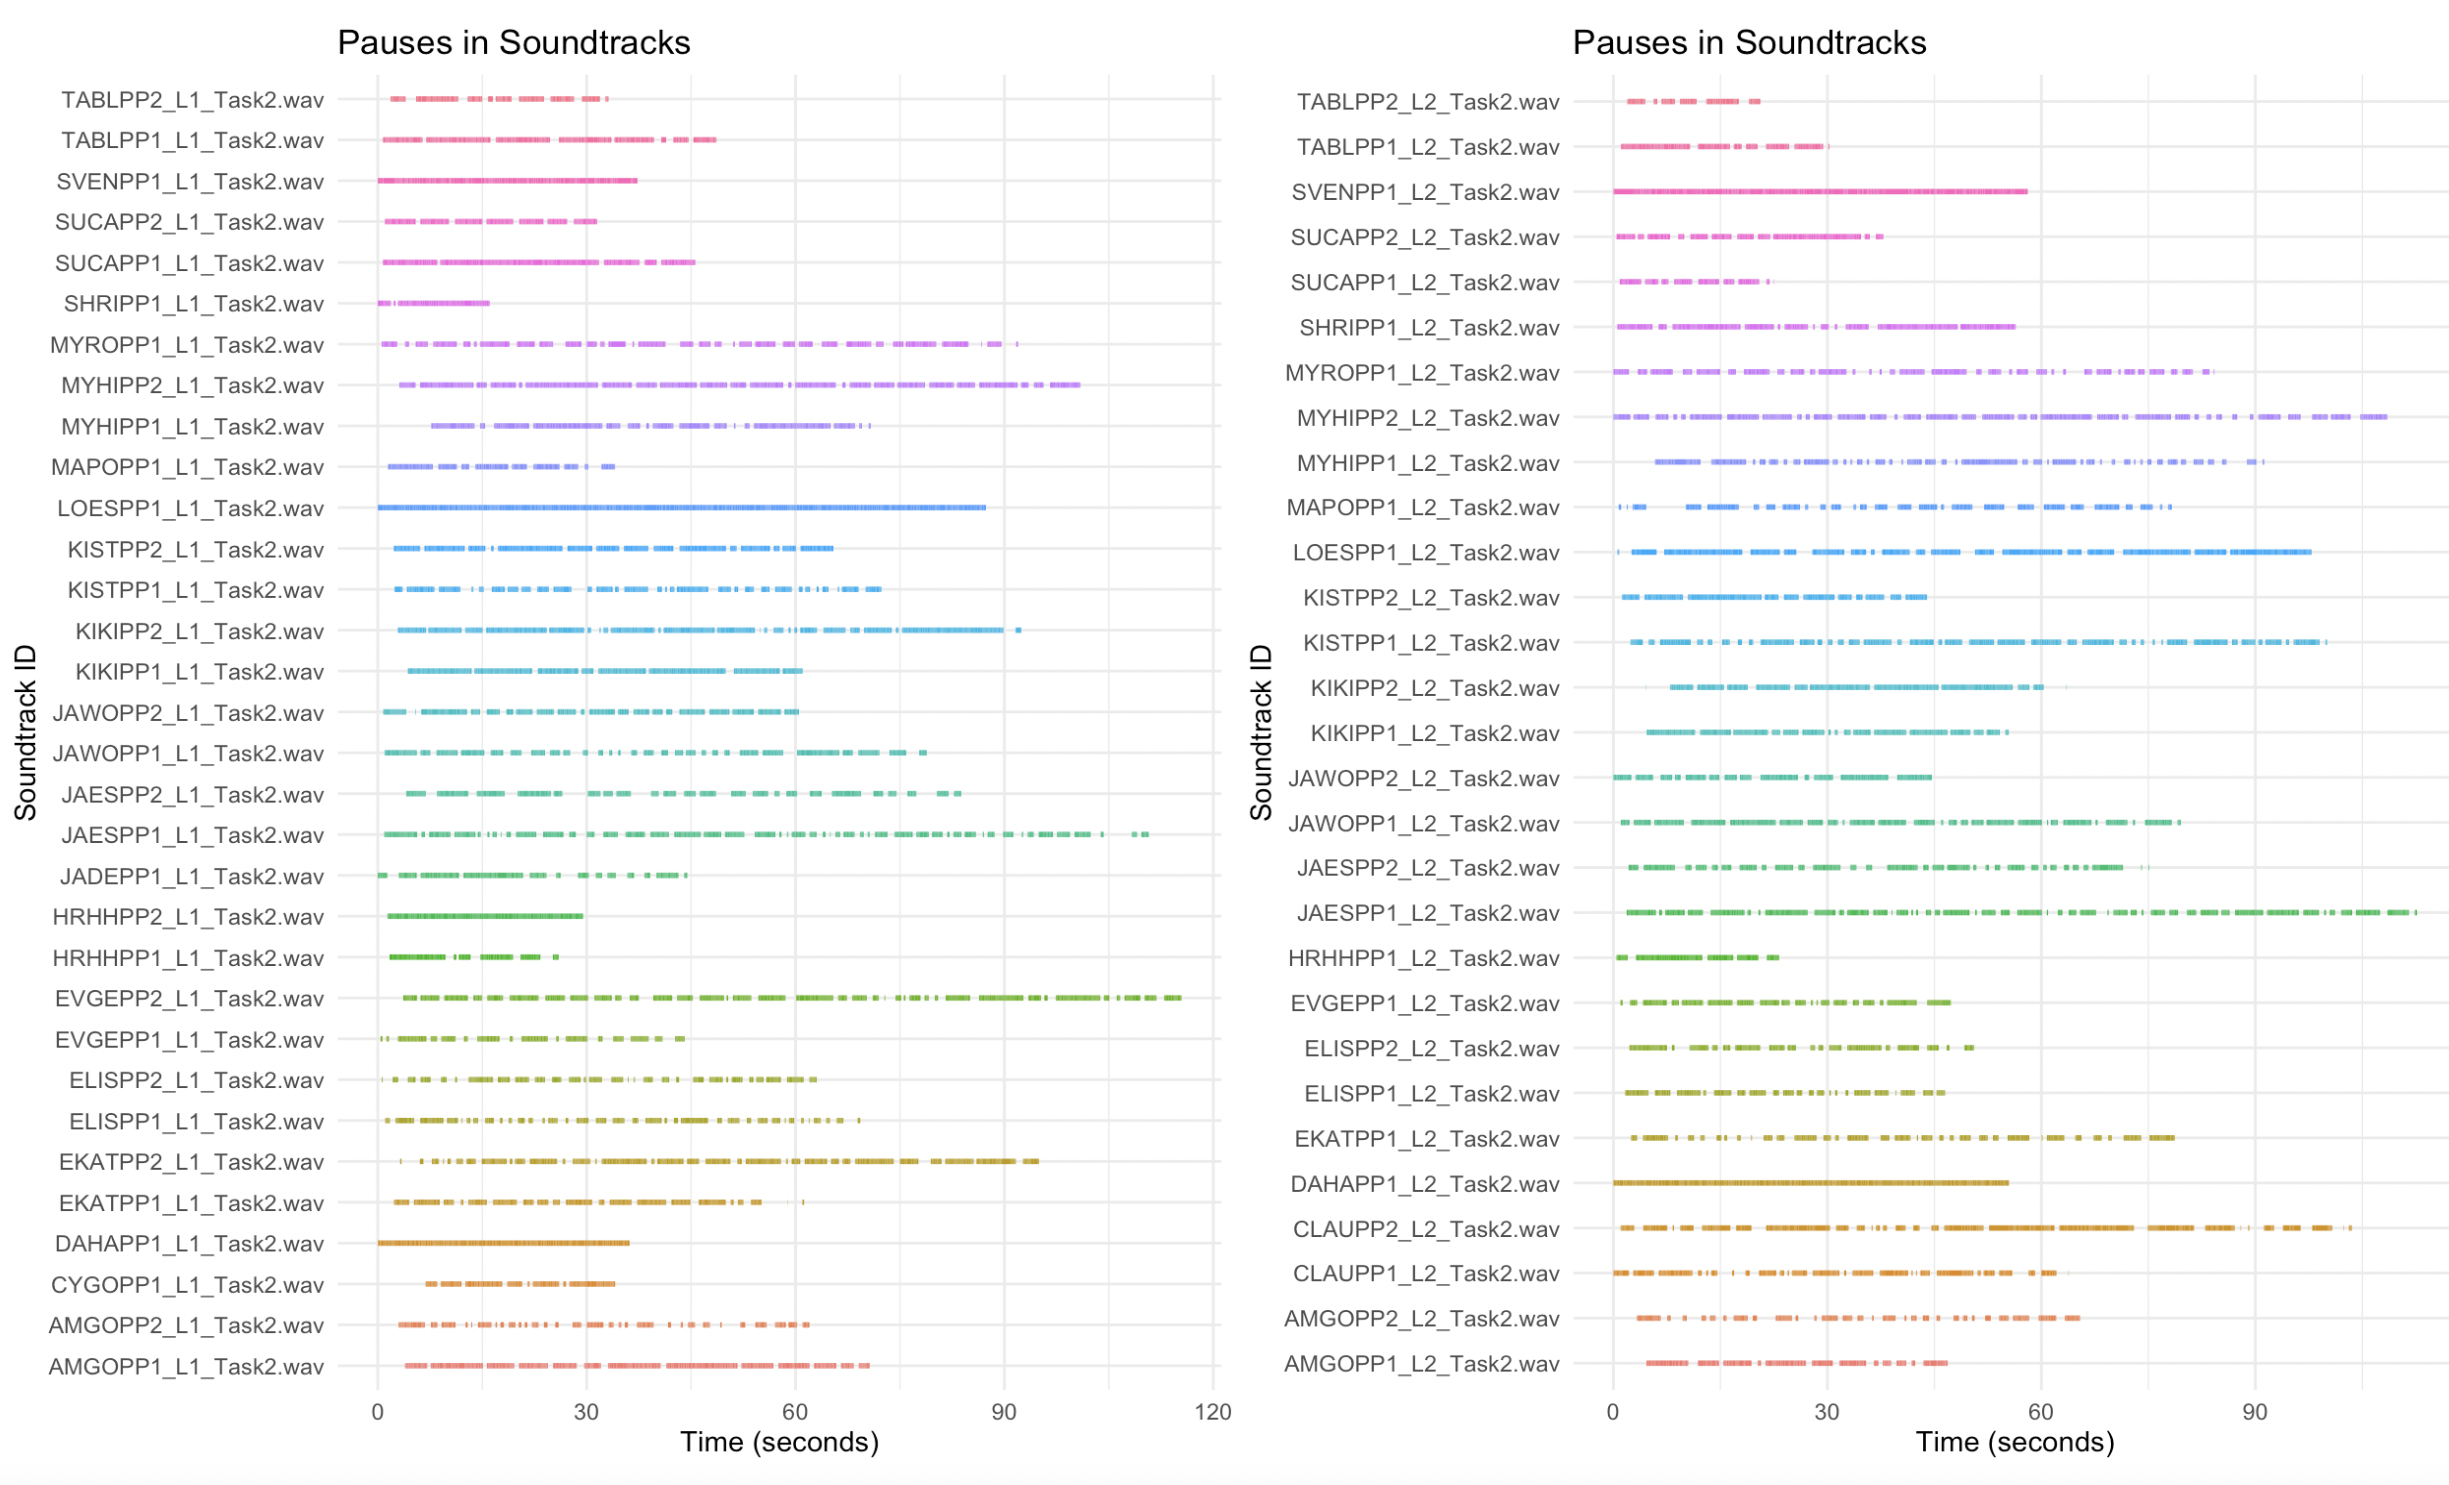 Pauses in Soundtracks
TABLPP2_L1_Task2.wav
TABLPP1_L1_Task2.wav
SVENPP1_L1_Task2.wav
SUCAPP2_L1_Task2.wav
SUCAPP1_L1_Task2.wav
SHRIPP1_L1_Task2.wav
MYROPP1_L1_Task2.wav
MYHIPP2_L1_Task2.wav
MYHIPP1_L1_Task2.wav
MAPOPP1_L1_Task2.wav
LOESPP1_L1_Task2.wav
KISTPP2_L1_Task2.wav
KISTPP1_L1_Task2.wav
KIKIPP2_L1_Task2.wav
KIKIPP1_L1_Task2.wav
JAWOPP2_L1_Task2.wav
JAWOPP1_L1_Task2.wav
JAESPP2_L1_Task2.wav
JAESPP1_L1_Task2.wav
JADEPP1_L1_Task2.wav
HRHHPP2_L1_Task2.wav
HRHHPP1_L1_Task2.wav
EVGEPP2_L1_Task2.wav
EVGEPP1_L1_Task2.wav
ELISPP2_L1_Task2.wav
ELISPP1_L1_Task2.wav
EKATPP2_L1_Task2.wav
EKATPP1_L1_Task2.wav
DAHAPP1_L1_Task2.wav
CYGOPP1_L1_Task2.wav
AMGOPP2_L1_Task2.wav
AMGOPP1_L1_Task2.wav
Soundtrack ID
0 30 60 90 120
Time (seconds)
Pauses in Soundtracks
TABLPP2_L2_Task2.wav
TABLPP1_L2_Task2.wav
SVENPP1_L2_Task2.wav
SUCAPP2_L2_Task2.wav
SUCAPP1_L2_Task2.wav
SHRIPP1_L2_Task2.wav
MYROPP1_L2_Task2.wav
MYHIPP2_L2_Task2.wav
MYHIPP1_L2_Task2.wav
MAPOPP1_L2_Task2.wav
LOESPP1_L2_Task2.wav
KISTPP2_L2_Task2.wav
KISTPP1_L2_Task2.wav
KIKIPP2_L2_Task2.wav
KIKIPP1_L2_Task2.wav
JAWOPP2_L2_Task2.wav
JAWOPP1_L2_Task2.wav
JAESPP2_L2_Task2.wav
JAESPP1_L2_Task2.wav
HRHHPP1_L2_Task2.wav
EVGEPP1_L2_Task2.wav
ELISPP2_L2_Task2.wav
ELISPP1_L2_Task2.wav
EKATPP1_L2_Task2.wav
DAHAPP1_L2_Task2.wav
CLAUPP2_L2_Task2.wav
CLAUPP1_L2_Task2.wav
AMGOPP2_L2_Task2.wav
AMGOPP1_L2_Task2.wav
Soundtrack ID
0 30 60 90
Time (seconds)